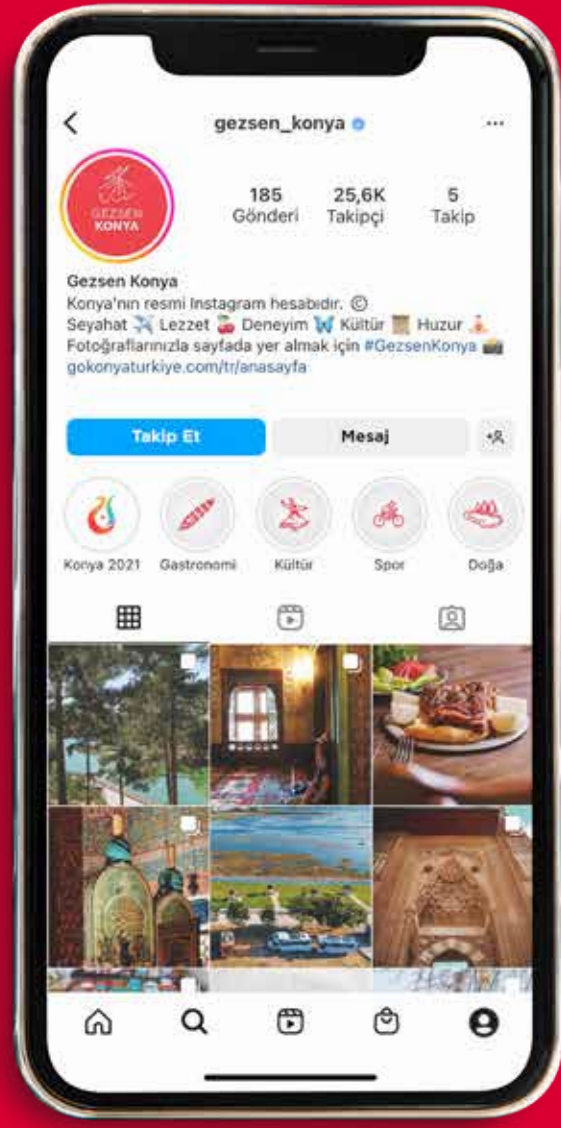 gezsen_konya
GEZSEN
KONYA
185
Gönderi
25,6K
Takipçi
5
Takip
Gezsen Konya
Konya'nın resmi Instagram hesabıdır. ©
Seyahat ✈️ Lezzet 🍒 Deneyim 🦋 Kültür 📜 Huzur
Fotoğraflarınızla sayfada yer almak için #GezsenKonya 📸
gokonyaturkiye.com/tr/anasayfa
Takip Et
Mesaj
Konya 2021
Gastronomi
Kültür
Spor
Doğa